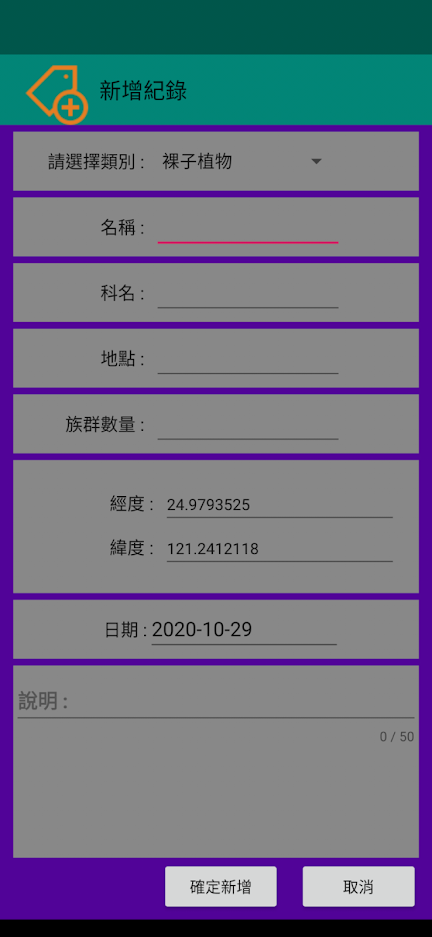 新增紀錄
請選擇類別 : 裸子植物
名稱 :
科名 :
地點 :
族群數量 :
經度 : 24.9793525
緯度 : 121.2412118
日期 : 2020-10-29
說明 :
0 / 50
確定新增 取消